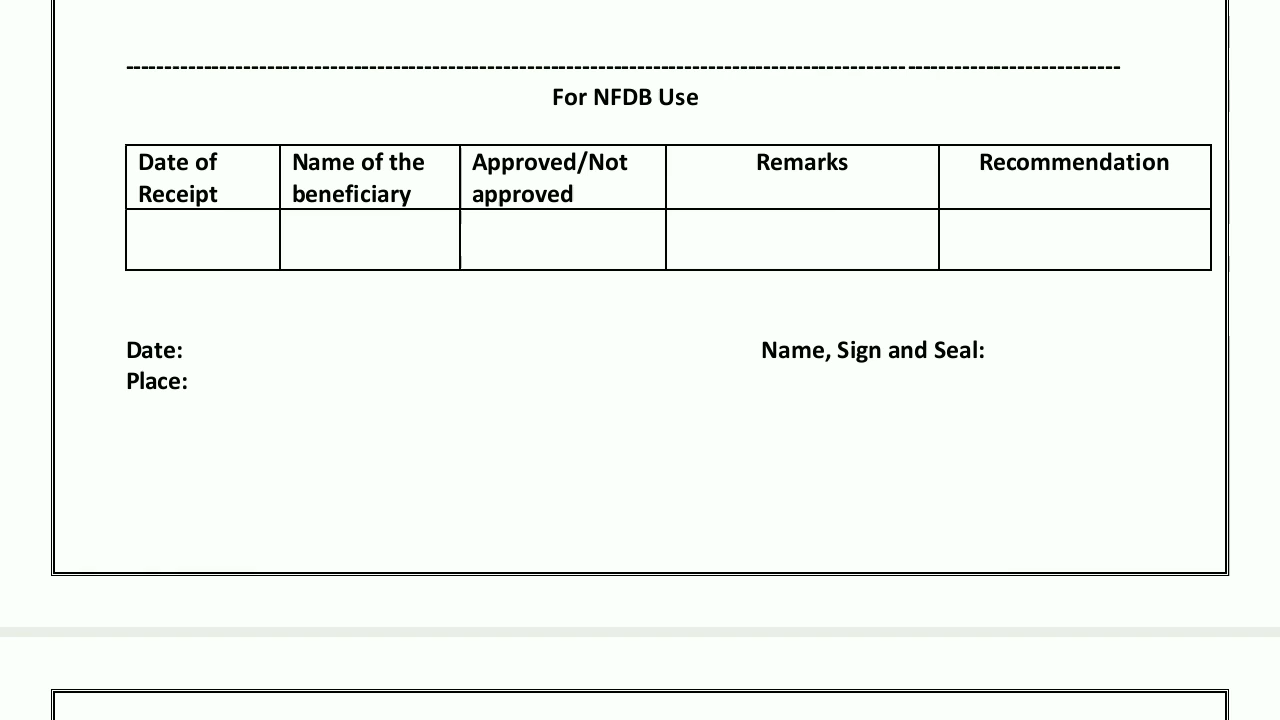 --------------------------------------------------------------------------------------------------------------------------------
For NFDB Use
Date of Receipt
Name of the beneficiary
Approved/Not approved
Remarks
Recommendation
Date:
Name, Sign and Seal:
Place: